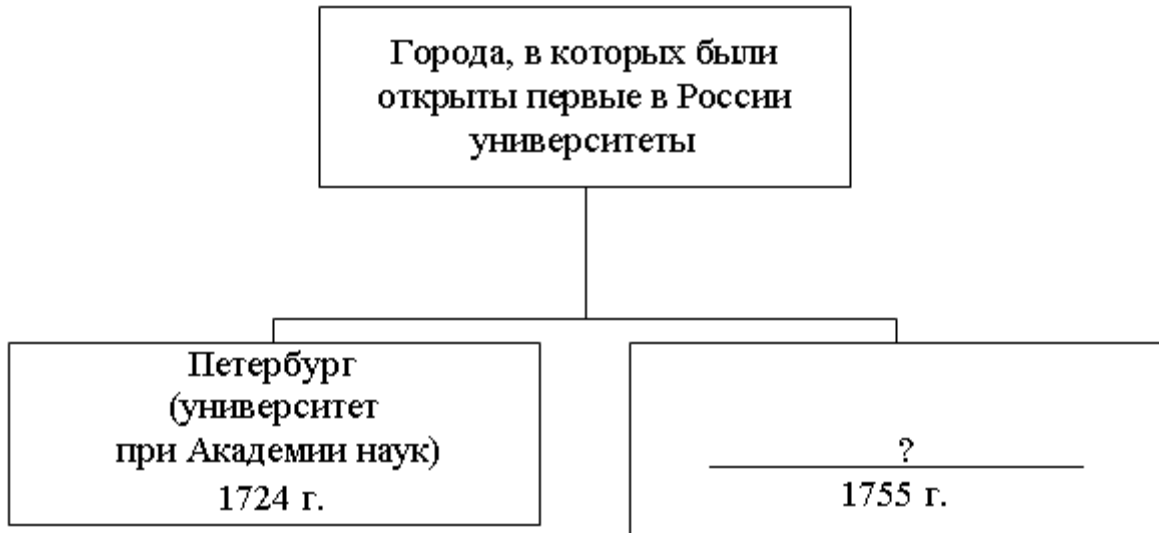 Города, в которых были
открыты первые в России
университеты
Петербург
(университет
при Академии наук)
1724 г.
?
1755 г.